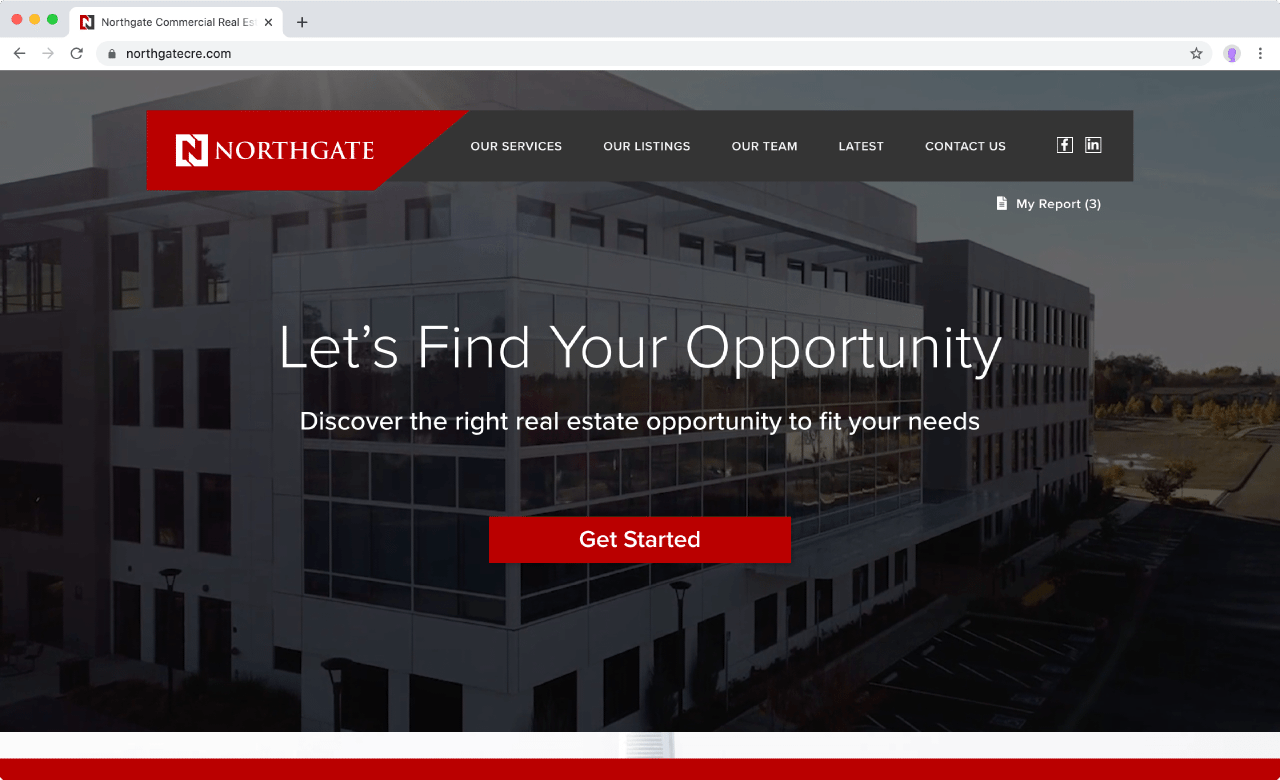 Northgate Commercial Real Est
northgatecre.com
NORTHGATE
OUR SERVICES
OUR LISTINGS
OUR TEAM
LATEST
CONTACT US
My Report (3)
Let’s Find Your Opportunity
Discover the right real estate opportunity to fit your needs
Get Started